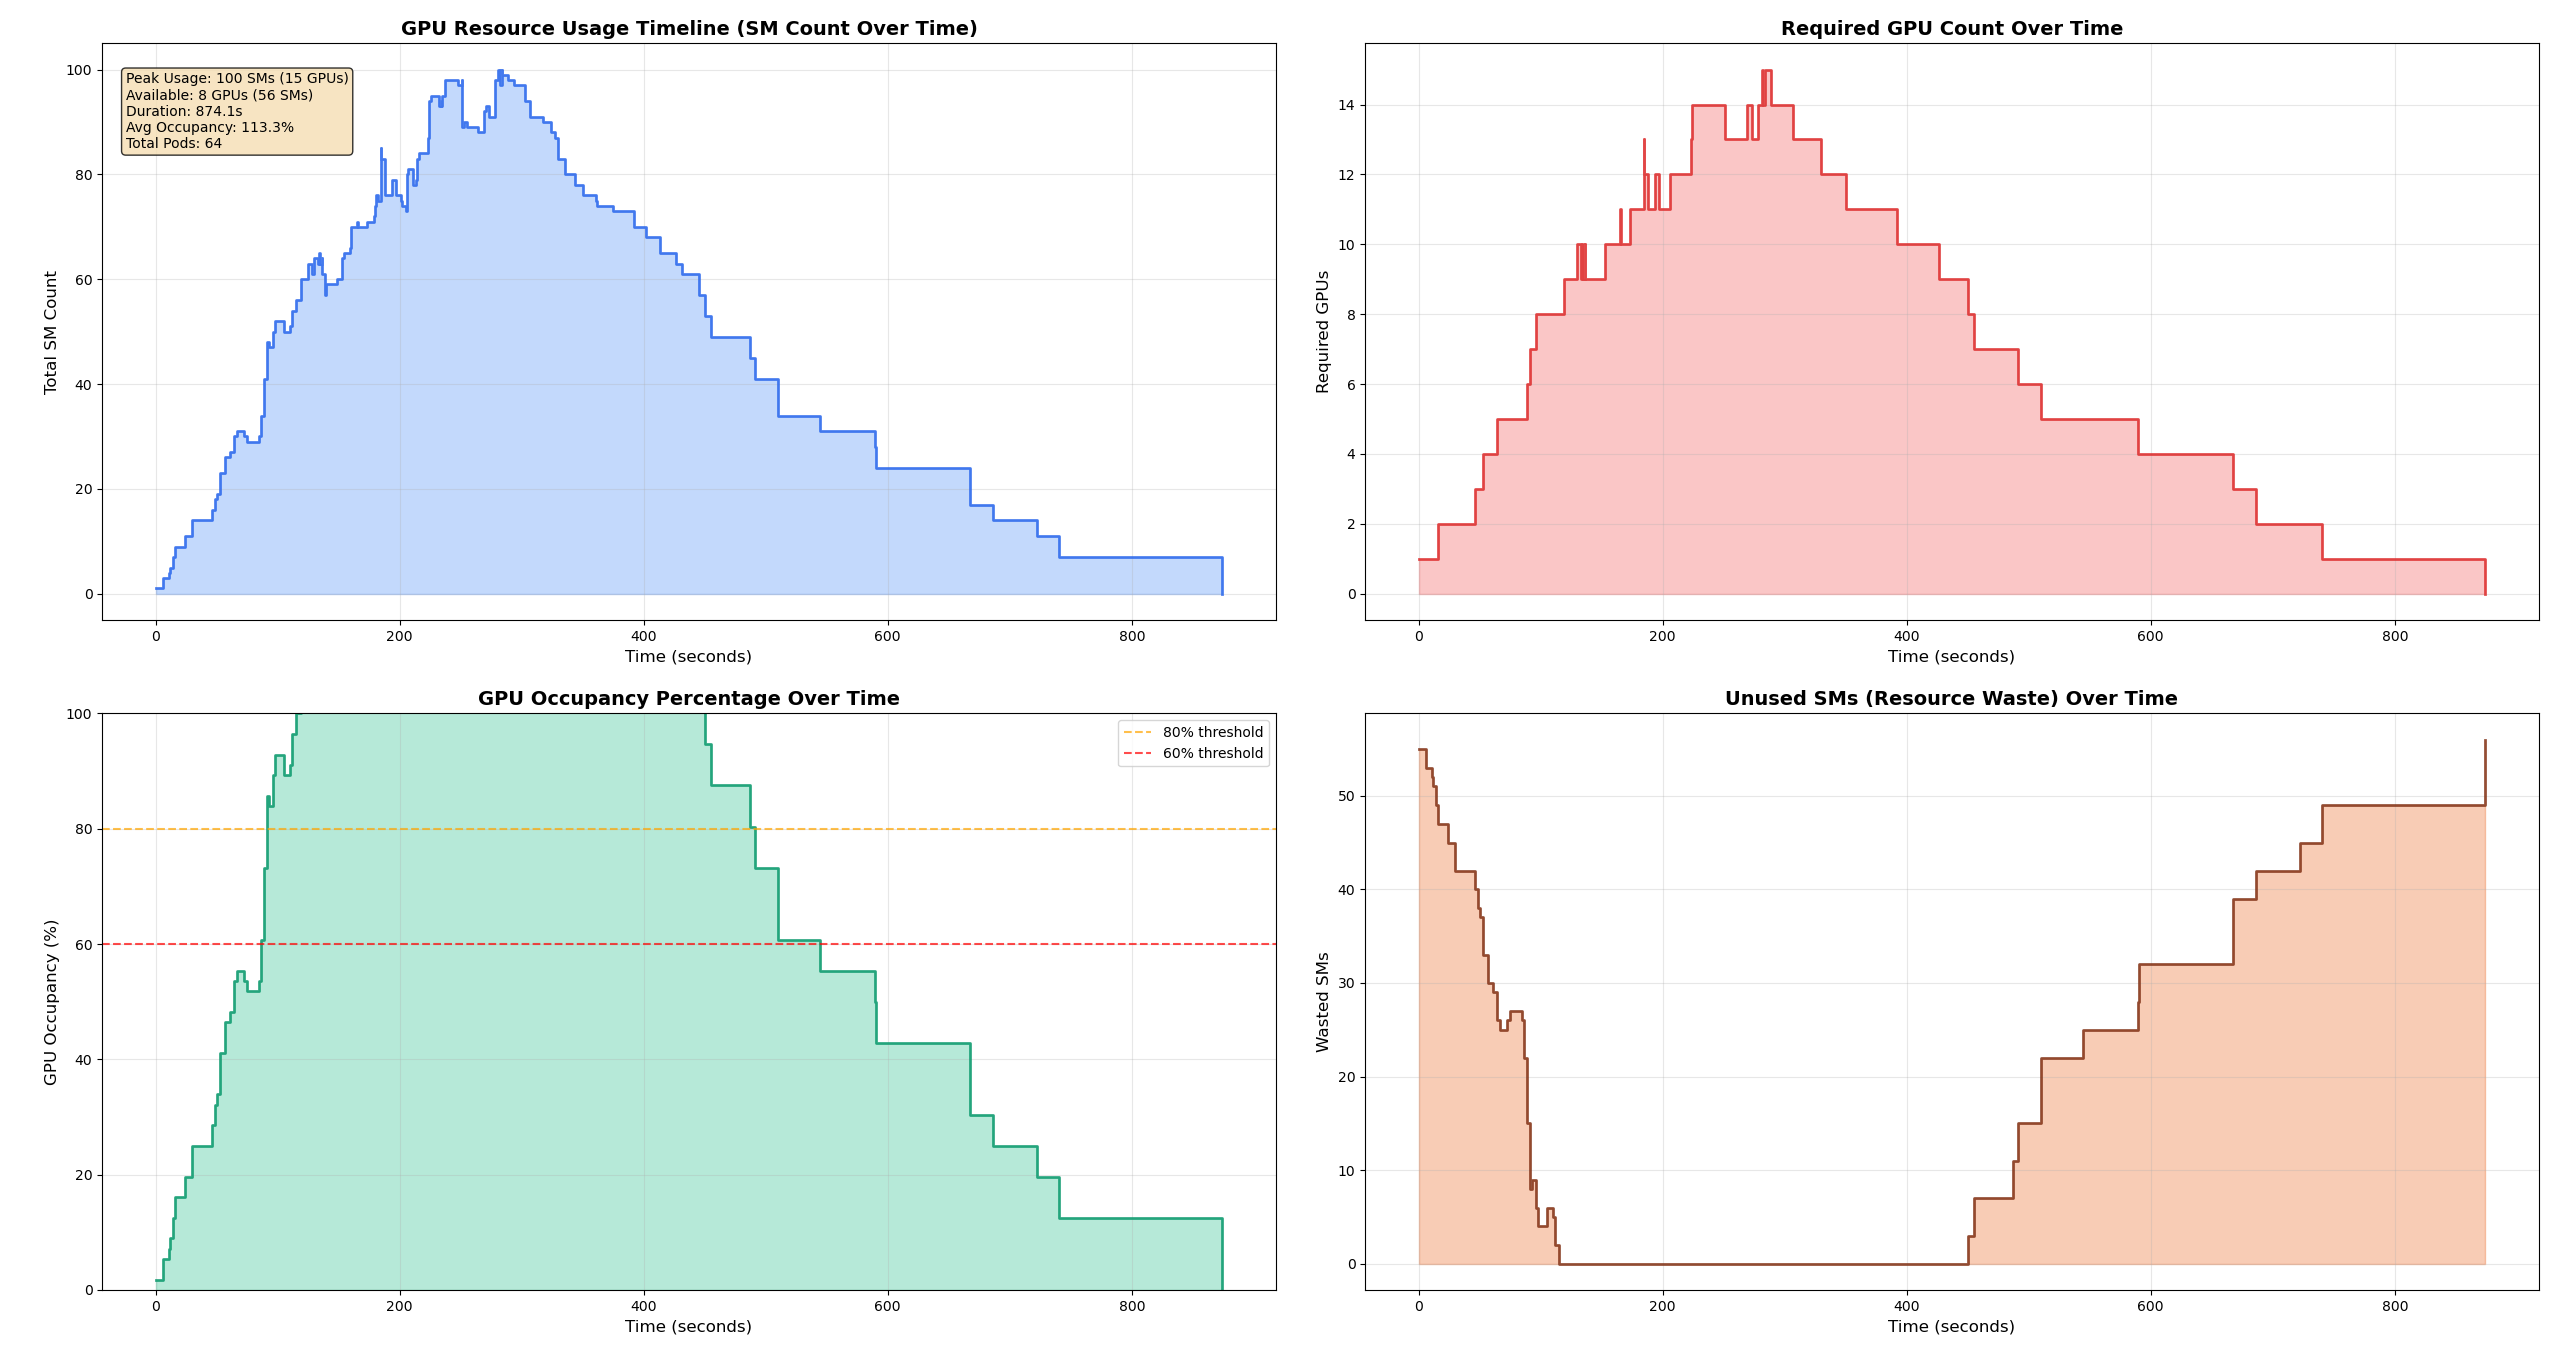 GPU Resource Usage Timeline (SM Count Over Time)
Peak Usage: 100 SMs (15 GPUs)
Available: 8 GPUs (56 SMs)
Duration: 874.1s
Avg Occupancy: 113.3%
Total Pods: 64
Total SM Count
100
80
60
40
20
0
0 200 400 600 800
Time (seconds)
Required GPU Count Over Time
Required GPUs
14
12
10
8
6
4
2
0
0 200 400 600 800
Time (seconds)
GPU Occupancy Percentage Over Time
80% threshold
60% threshold
GPU Occupancy (%)
100
80
60
40
20
0
0 200 400 600 800
Time (seconds)
Unused SMs (Resource Waste) Over Time
Wasted SMs
50
40
30
20
10
0
0 200 400 600 800
Time (seconds)